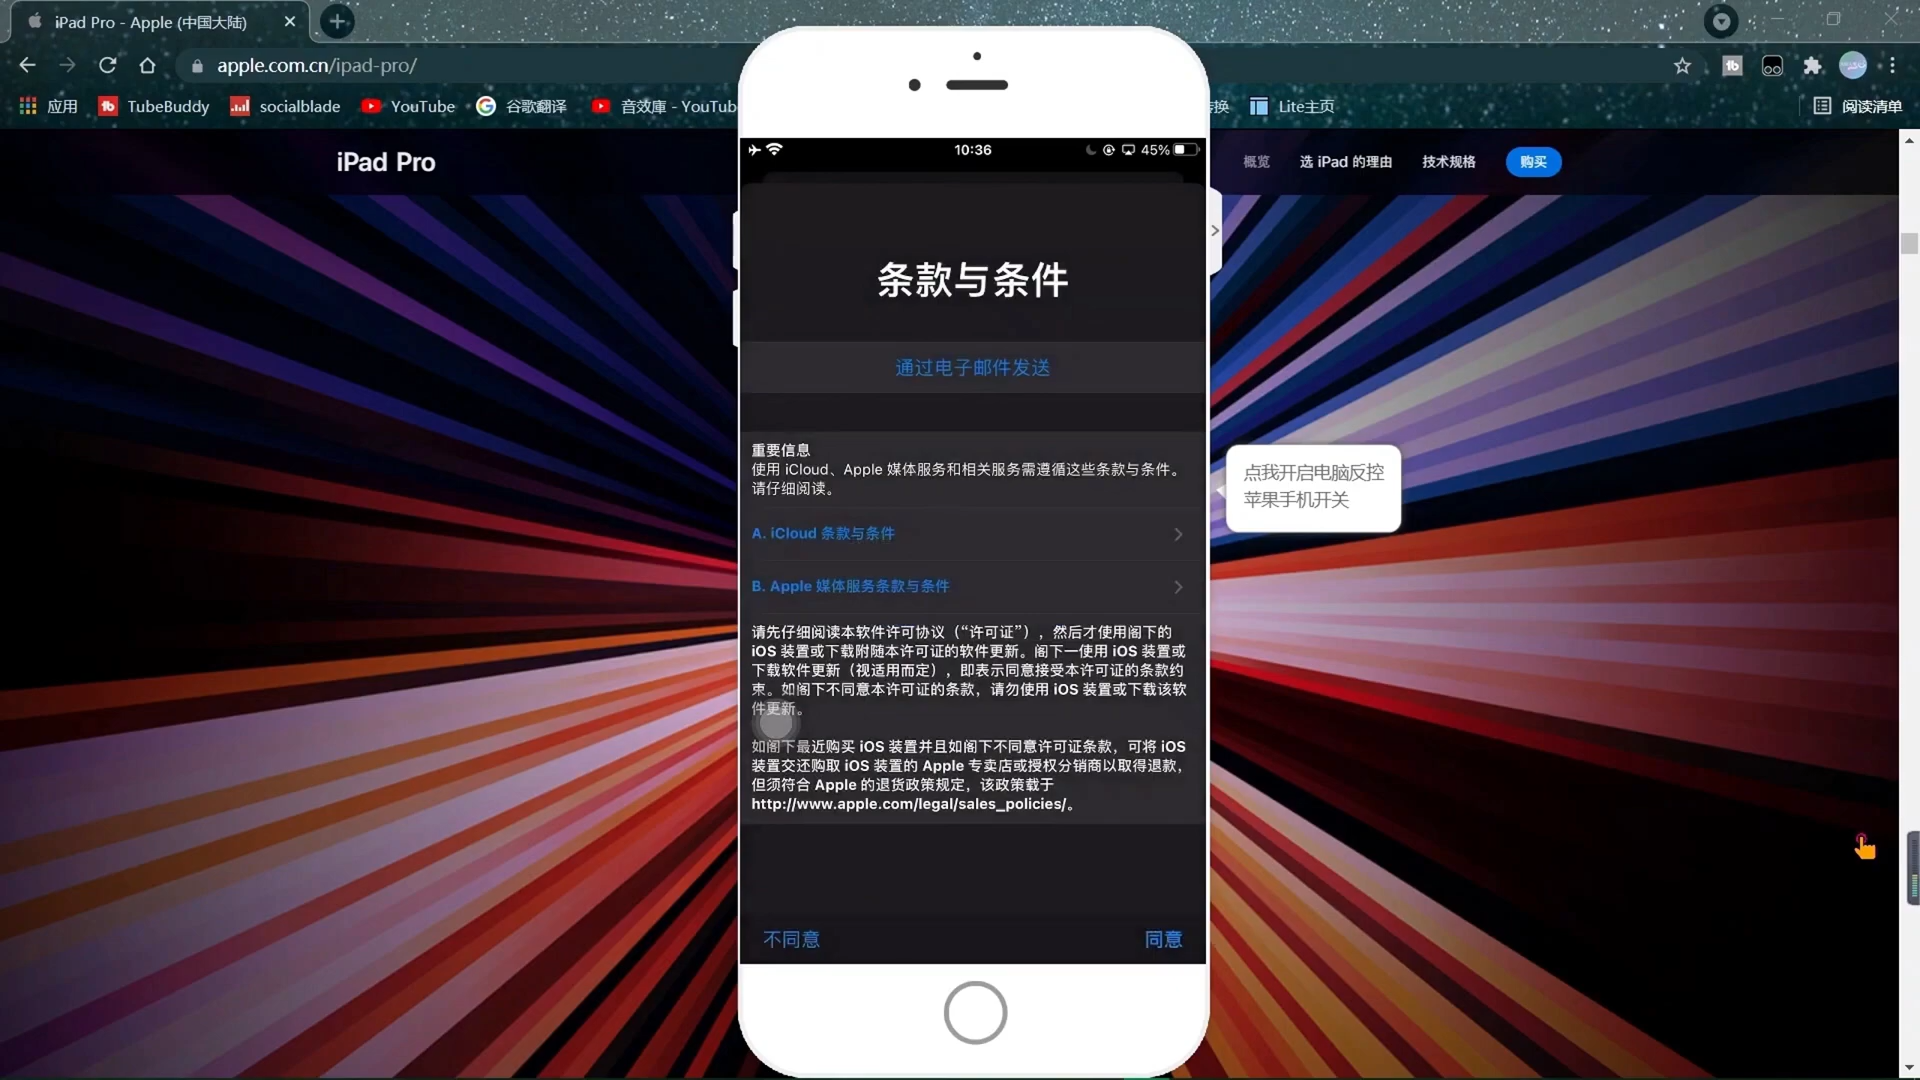 iPad Pro - Apple (中国大陆)
apple.com.cn/ipad-pro/
应用 TubeBuddy socialblade YouTube 谷歌翻译 音效庫 - YouTub 换 Lite主页 阅读清单
iPad Pro 概览 选 iPad 的理由 技术规格 购买
10:36 45%
条款与条件
通过电子邮件发送
重要信息
使用 iCloud、Apple 媒体服务和相关服务需遵循这些条款与条件。
请仔细阅读。
A. iCloud 条款与条件
B. Apple 媒体服务条款与条件
请先仔细阅读本软件许可协议（“许可证”），然后才使用阁下的
iOS 装置或下载附随本许可证的软件更新。阁下一使用 iOS 装置或
下载软件更新（视适用而定），即表示同意接受本许可证的条款约
束。如阁下不同意本许可证的条款，请勿使用 iOS 装置或下载该软
件更新。
如阁下最近购买 iOS 装置并且如阁下不同意许可证条款，可将 iOS
装置交还购取 iOS 装置的 Apple 专卖店或授权分销商以取得退款，
但须符合 Apple 的退货政策规定，该政策载于
http://www.apple.com/legal/sales_policies/。
不同意 同意
点我开启电脑反控
苹果手机开关